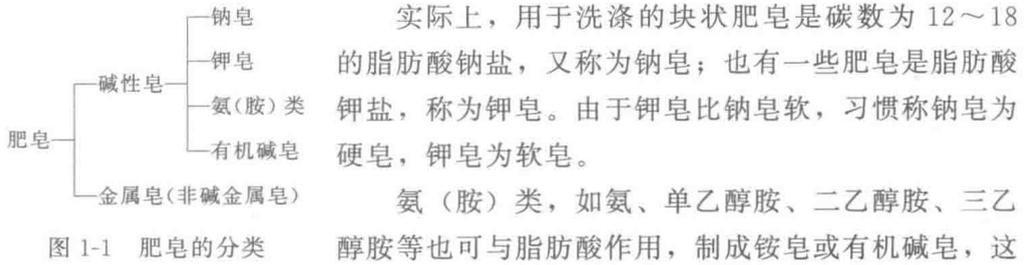 钠皂
钾皂
碱性皂
氨(胺)类
有机碱皂
肥皂
金属皂(非碱金属皂)
图 1-1 肥皂的分类
实际上，用于洗涤的块状肥皂是碳数为 12～18
的脂肪酸钠盐，又称为钠皂；也有一些肥皂是脂肪酸
钾盐，称为钾皂。由于钾皂比钠皂软，习惯称钠皂为
硬皂，钾皂为软皂。
氨（胺）类，如氨、单乙醇胺、二乙醇胺、三乙
醇胺等也可与脂肪酸作用，制成铵皂或有机碱皂，这